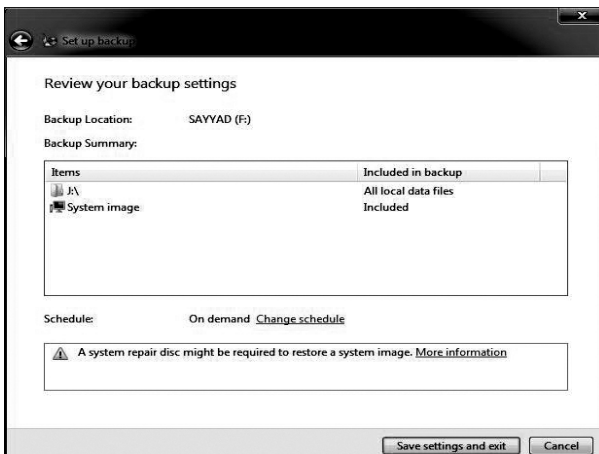 Set up backup
Review your backup settings
Backup Location: SAYYAD (F:)
Backup Summary:
Items Included in backup
J:\ All local data files
System image Included
Schedule: On demand Change schedule
A system repair disc might be required to restore a system image. More information
Save settings and exit Cancel